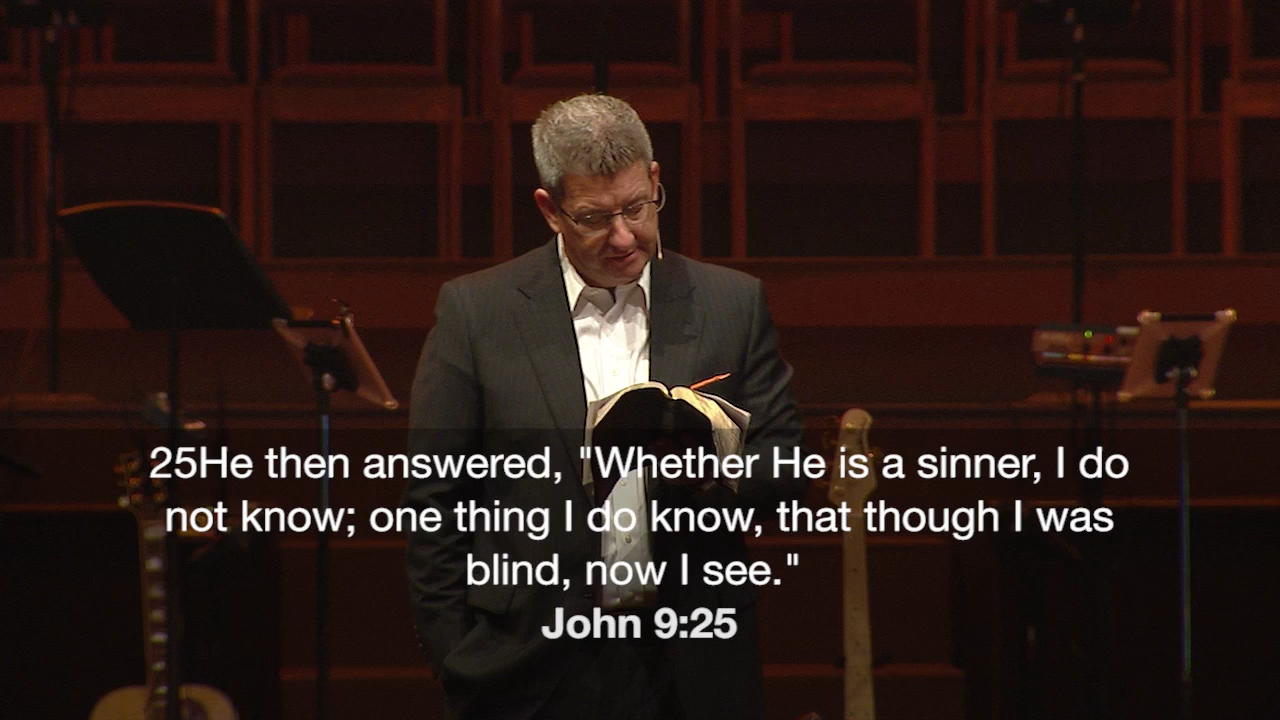 25He then answered, "Whether He is a sinner, I do
not know; one thing I do know, that though I was
blind, now I see."
John 9:25